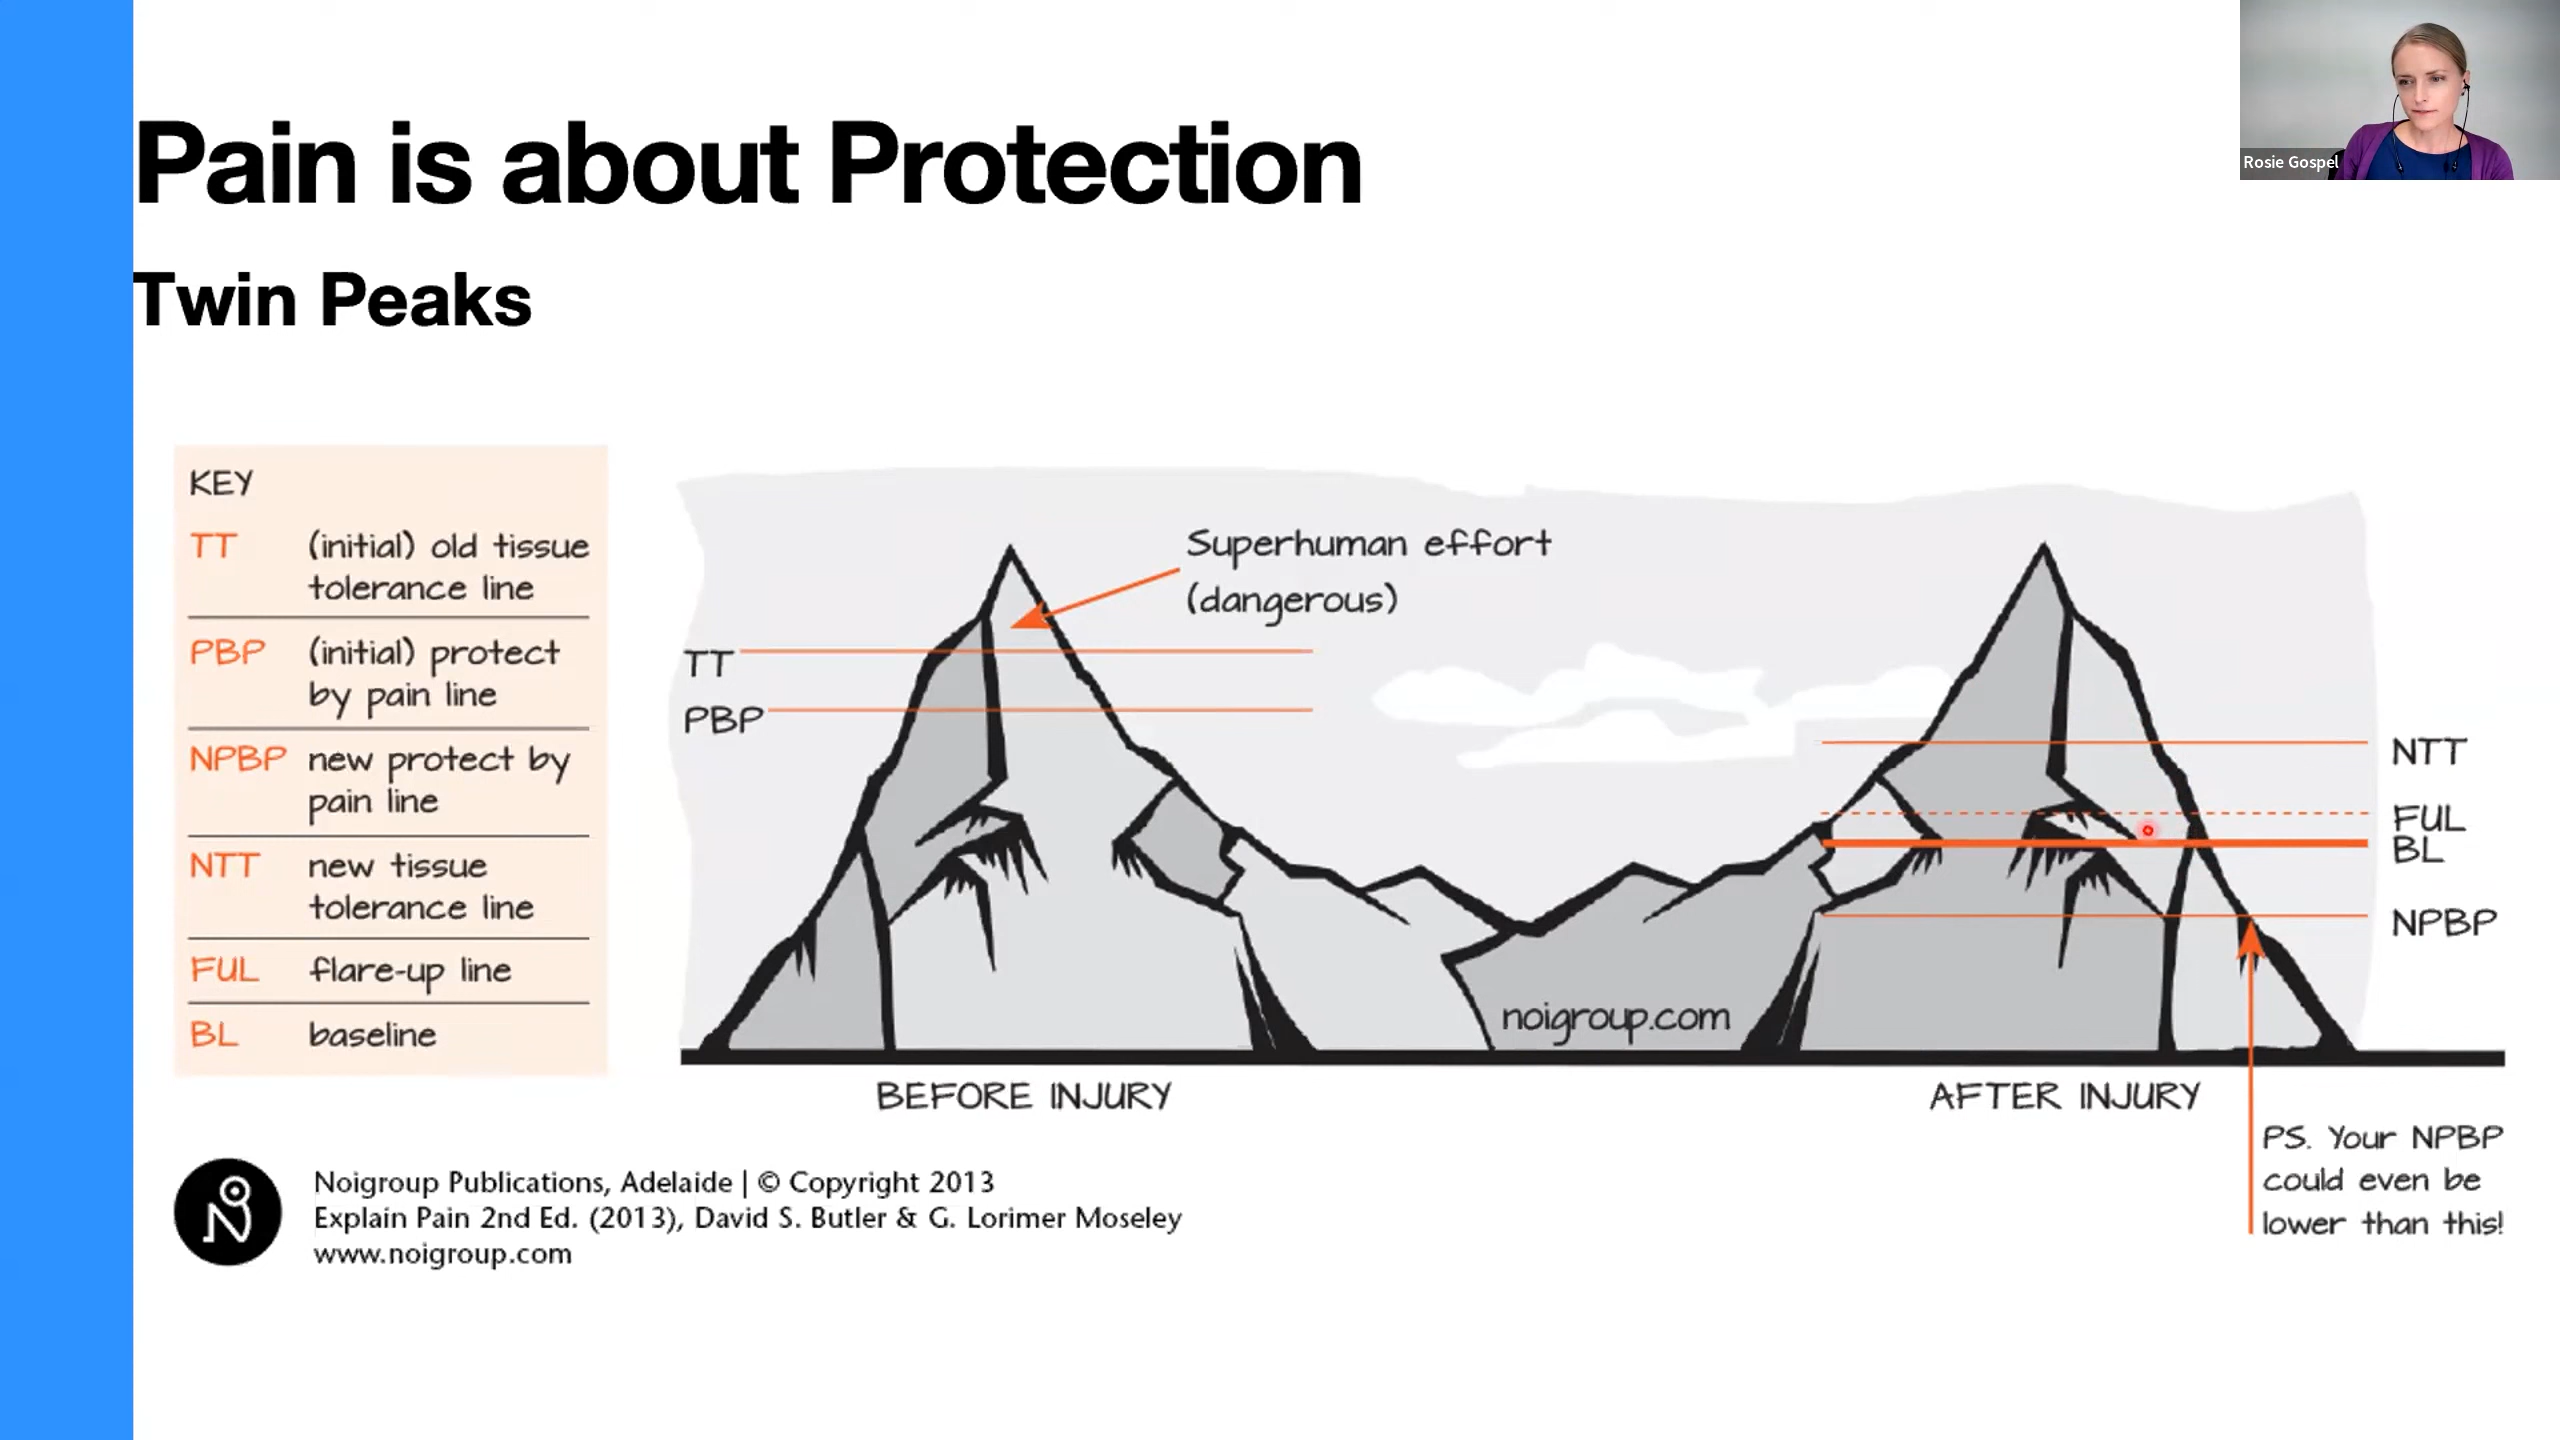 Pain is about Protection
Rosie Gospel
Twin Peaks
KEY
TT (initial) old tissue
tolerance line
PBP (initial) protect
by pain line
NPBP new protect by
pain line
NTT new tissue
tolerance line
FUL flare-up line
BL baseline
Superhuman effort
(dangerous)
TT
PBP
NTT
FUL
BL
NPBP
noigroup.com
BEFORE INJURY
AFTER INJURY
PS. Your NPBP
could even be
lower than this!
Noigroup Publications, Adelaide | © Copyright 2013
Explain Pain 2nd Ed. (2013), David S. Butler & G. Lorimer Moseley
www.noigroup.com